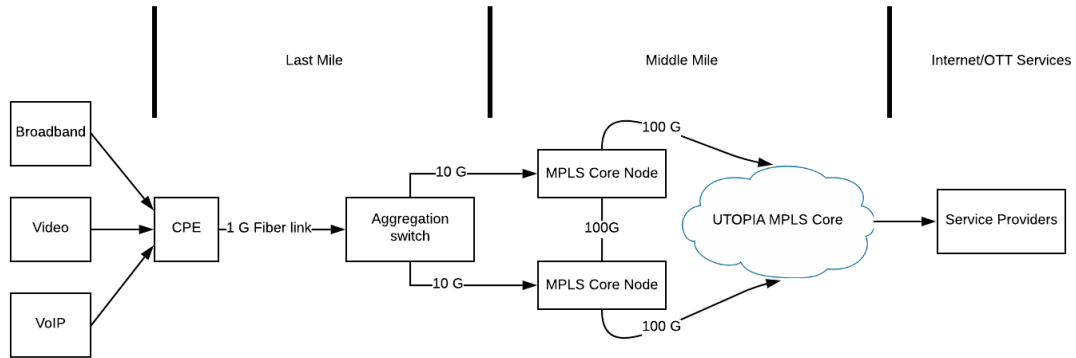 Last Mile
Middle Mile
Internet/OTT Services
Broadband
Video
VoIP
CPE
1 G Fiber link
Aggregation
switch
10 G
10 G
MPLS Core Node
100G
MPLS Core Node
100 G
100 G
UTOPIA MPLS Core
Service Providers